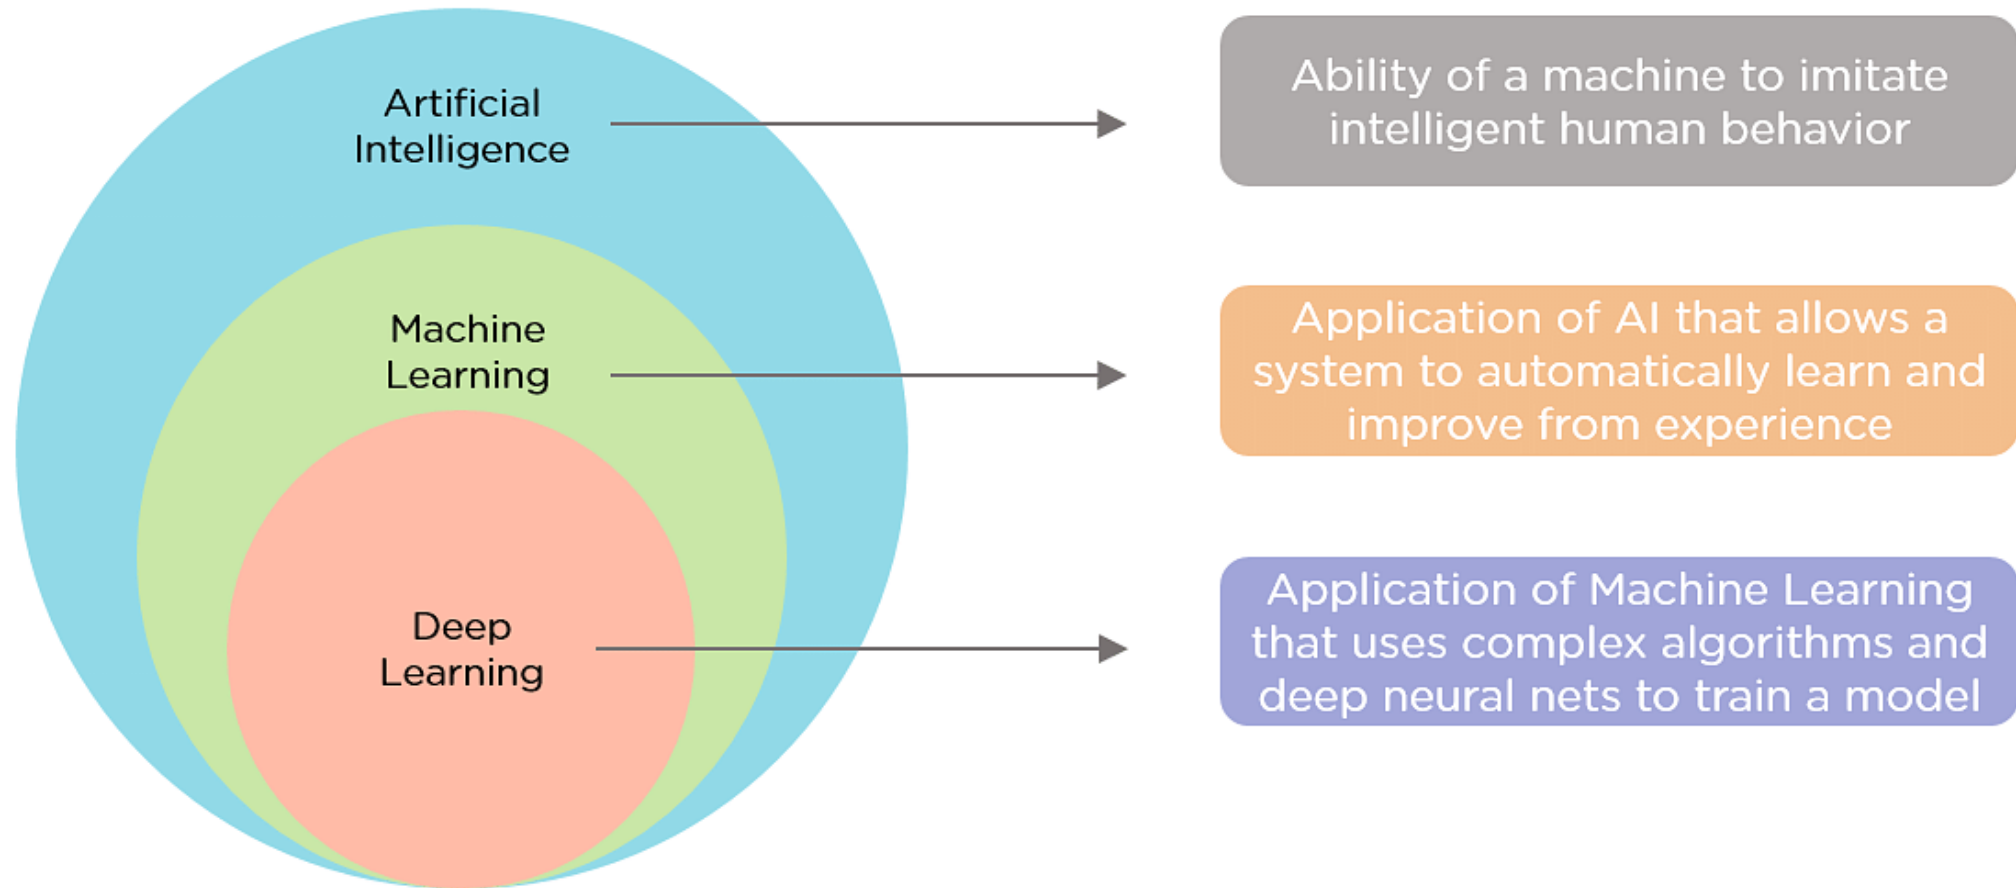 Artificial
Intelligence
Ability of a machine to imitate
intelligent human behavior
Machine
Learning
Application of AI that allows a
system to automatically learn and
improve from experience
Deep
Learning
Application of Machine Learning
that uses complex algorithms and
deep neural nets to train a model